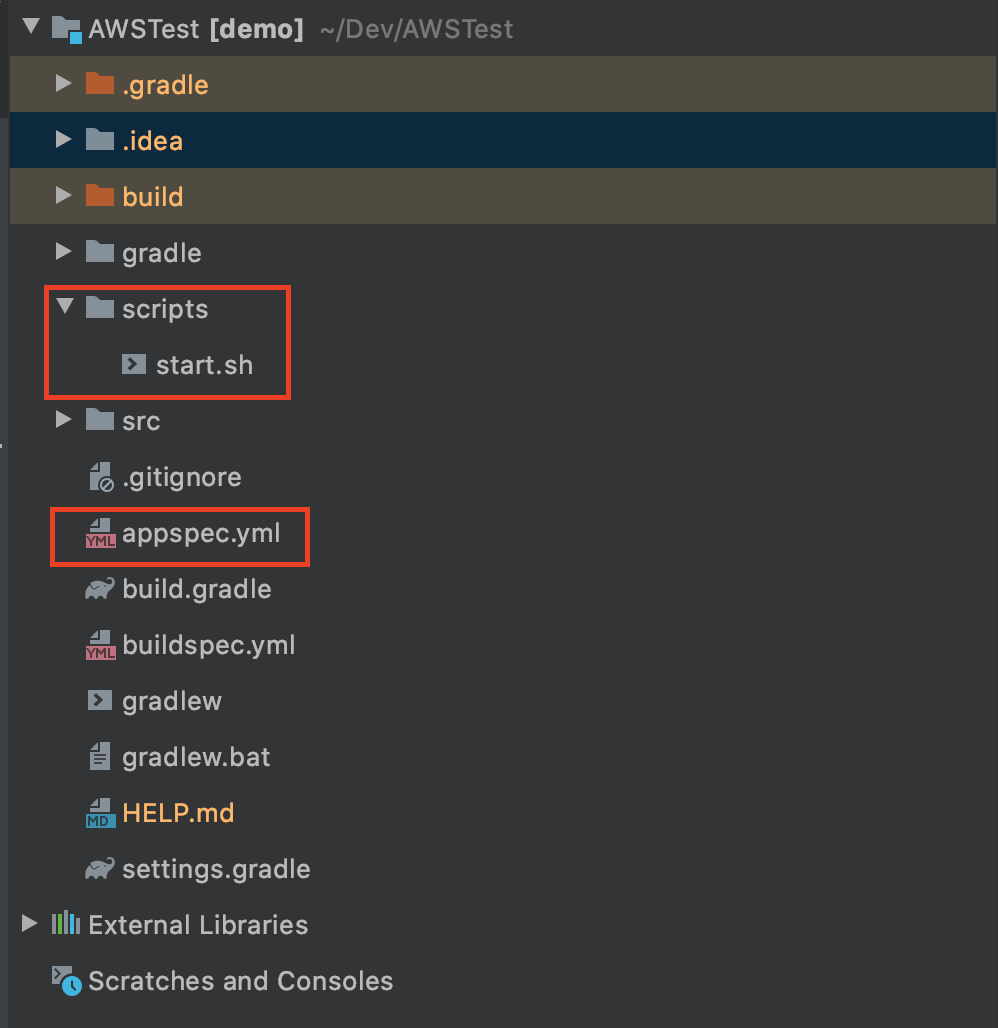 AWSTest [demo] ~/Dev/AWSTest
.gradle
.idea
build
gradle
scripts
start.sh
src
.gitignore
YML appspec.yml
build.gradle
YML buildspec.yml
gradlew
gradlew.bat
MD HELP.md
settings.gradle
External Libraries
Scratches and Consoles